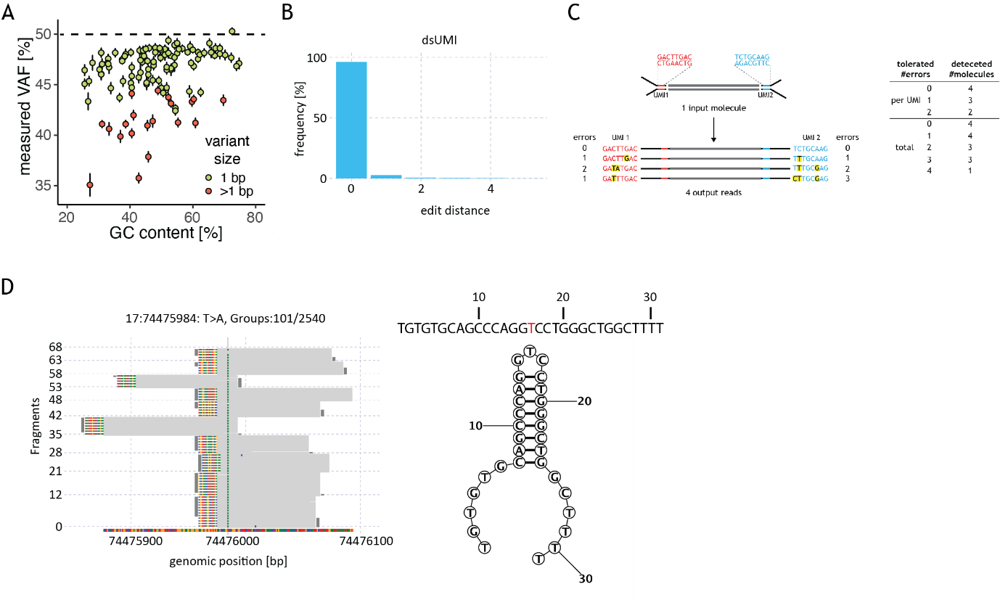 A
measured VAF [%]
50
45
40
35
20 40 60 80
GC content [%]
variant
size
1 bp
>1 bp
B
dsUMI
frequency [%]
100
50
0
0 2 4
edit distance
C
GACTTGAC TCTGCAAG
CTGAACTG AGACGTTC
UMI1 UMI2
1 input molecule
errors UMI 1 UMI 2 errors
0 GACTTGAC TCTGCAAG 0
1 GACTTGAC TTTGCAAG 1
2 GATATGAC TTTGCGAG 2
1 GATTTGAC CTTGCGAG 3
4 output reads
tolerated deteceted
#errors #molecules
0 4
per UMI 1 3
2 2
0 4
1 4
total 2 3
3 3
4 1
D
17:74475984: T>A, Groups:101/2540
Fragments
68
63
58
53
48
42
35
28
21
12
0
74475900 74476000 74476100
genomic position [bp]
10 20 30
TGTGTGCAGCCCAGGTCCTGGGCTGGCTTTT
T
G C
G C
A T
C G 20
C G
10 C G
G C
A T
C G
G G
T C
G T
T T
G T
T T
30